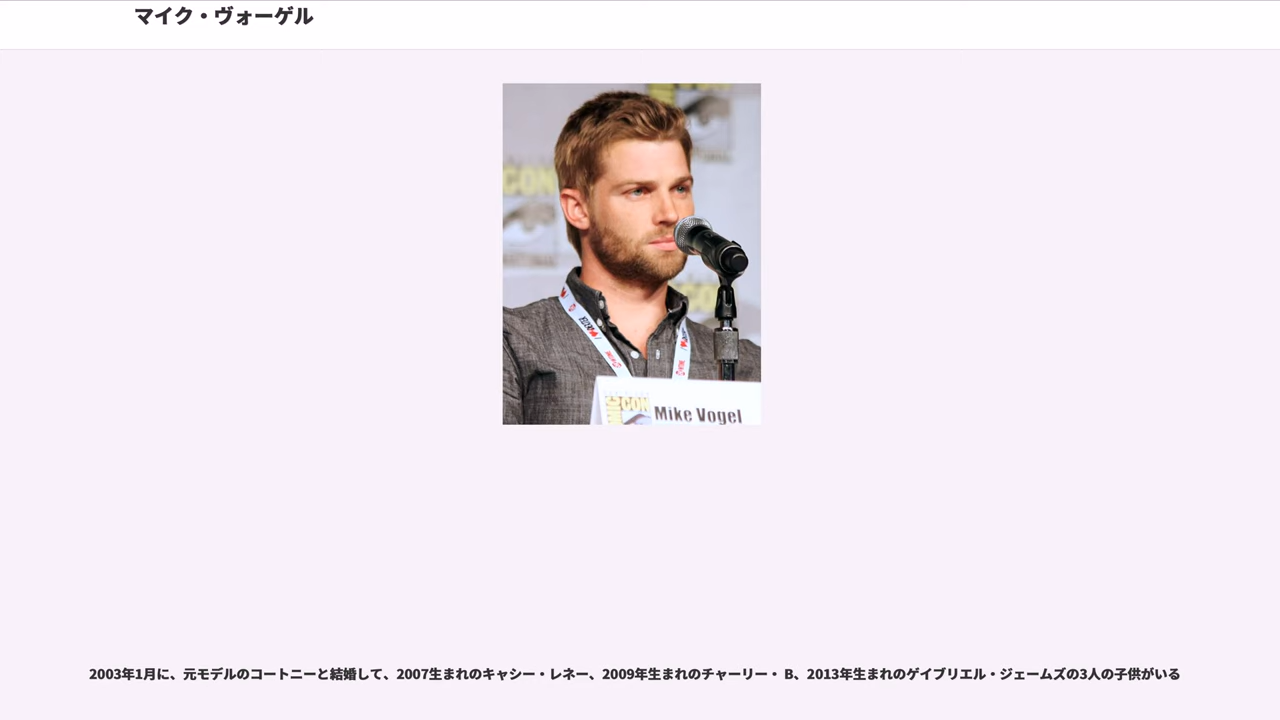 マイク・ヴォーゲル
CON
COMIC CON
Mike Vogel
2003年1月に、元モデルのコートニーと結婚して、2007生まれのキャシー・レネー、2009年生まれのチャーリー・ B、2013年生まれのゲイブリエル・ジェームズの3人の子供がいる